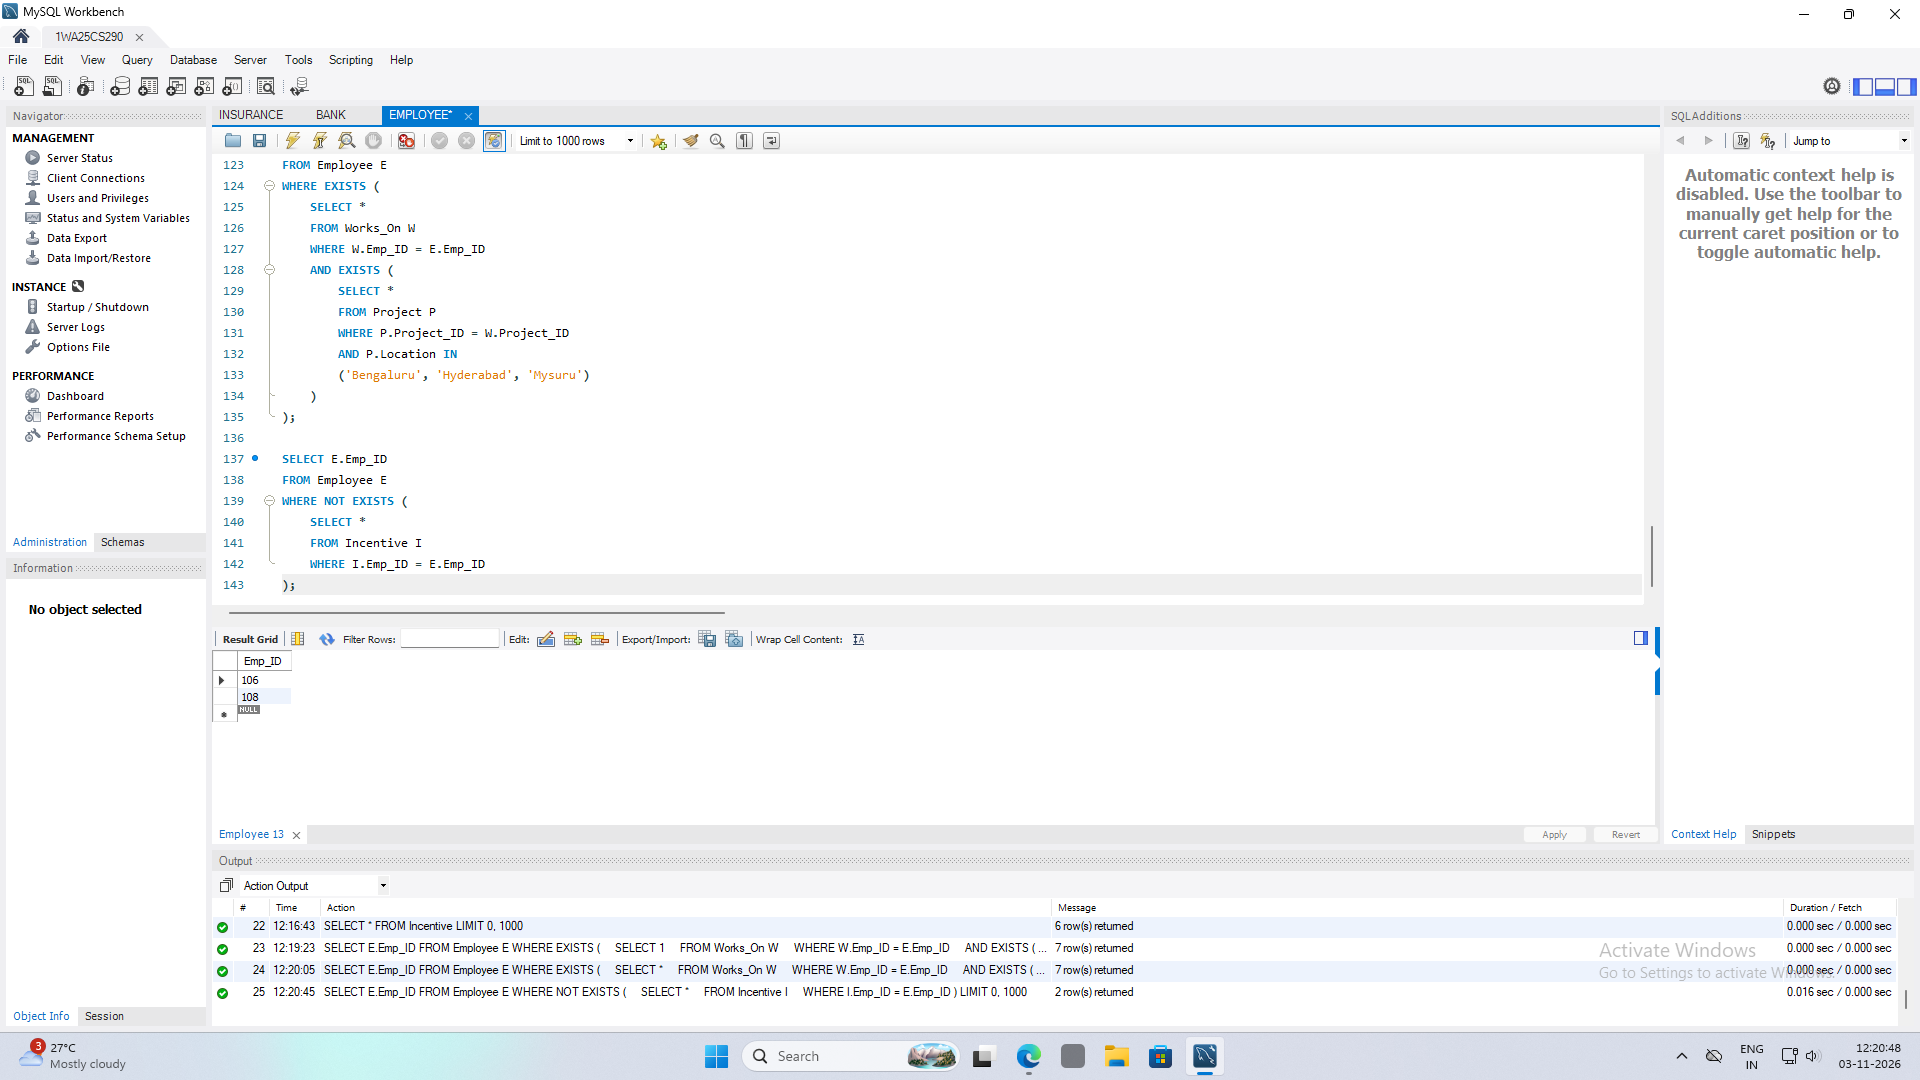 MySQL Workbench
1WA25CS290
File Edit View Query Database Server Tools Scripting Help
Navigator
MANAGEMENT
Server Status
Client Connections
Users and Privileges
Status and System Variables
Data Export
Data Import/Restore
INSTANCE
Startup / Shutdown
Server Logs
Options File
PERFORMANCE
Dashboard
Performance Reports
Performance Schema Setup
Administration Schemas
Information
No object selected
Object Info Session
INSURANCE BANK EMPLOYEE*
Limit to 1000 rows
123 FROM Employee E
124 WHERE EXISTS (
125 SELECT *
126 FROM Works_On W
127 WHERE W.Emp_ID = E.Emp_ID
128 AND EXISTS (
129 SELECT *
130 FROM Project P
131 WHERE P.Project_ID = W.Project_ID
132 AND P.Location IN
133 ('Bengaluru', 'Hyderabad', 'Mysuru')
134 )
135 );
136
137 SELECT E.Emp_ID
138 FROM Employee E
139 WHERE NOT EXISTS (
140 SELECT *
141 FROM Incentive I
142 WHERE I.Emp_ID = E.Emp_ID
143 );
Result Grid Filter Rows: Edit: Export/Import: Wrap Cell Content:
Emp_ID
106
108
NULL
Employee 13
Apply Revert
SQLAdditions
Jump to
Automatic context help is
disabled. Use the toolbar to
manually get help for the
current caret position or to
toggle automatic help.
Context Help Snippets
Output
Action Output
# Time Action Message Duration / Fetch
22 12:16:43 SELECT * FROM Incentive LIMIT 0, 1000 6 row(s) returned 0.000 sec / 0.000 sec
23 12:19:23 SELECT E.Emp_ID FROM Employee E WHERE EXISTS ( SELECT 1 FROM Works_On W WHERE W.Emp_ID = E.Emp_ID AND EXISTS ( ... 7 row(s) returned 0.000 sec / 0.000 sec
24 12:20:05 SELECT E.Emp_ID FROM Employee E WHERE EXISTS ( SELECT * FROM Works_On W WHERE W.Emp_ID = E.Emp_ID AND EXISTS ( ... 7 row(s) returned 0.000 sec / 0.000 sec
25 12:20:45 SELECT E.Emp_ID FROM Employee E WHERE NOT EXISTS ( SELECT * FROM Incentive I WHERE I.Emp_ID = E.Emp_ID ) LIMIT 0, 1000 2 row(s) returned 0.016 sec / 0.000 sec
Activate Windows
Go to Settings to activate Windows.
3
27°C
Mostly cloudy
Search
ENG
IN
12:20:48
03-11-2026